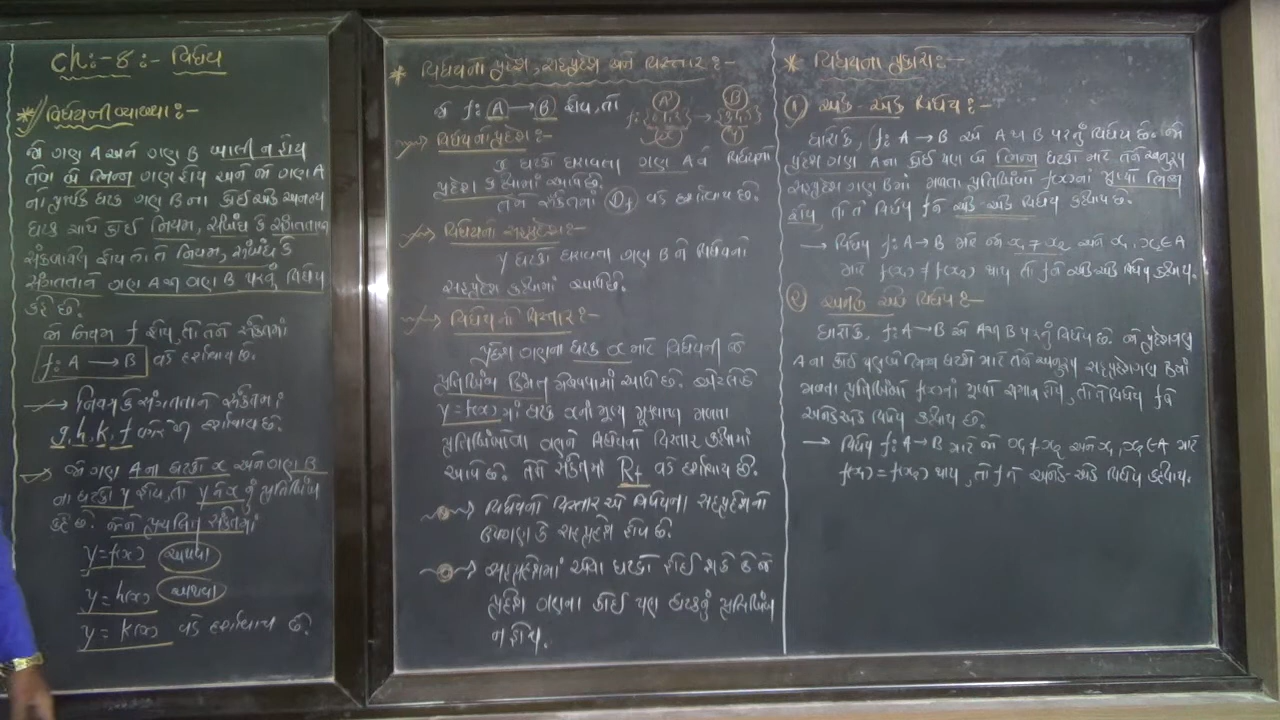 Ch:-8:- વિધેય
* વિધેયની વ્યાખ્યા:-
જો ગણ A અને ગણ B ખાલી ન હોય
તેવા બે ભિન્ન ગણ હોય અને જો ગણ A
ના પ્રત્યેક ઘટક ગણ B ના કોઈ એક અનન્ય
ઘટક સાથે કોઈ નિયમ, સંબંધ કે સંગતતાથી
સંકળાયેલ હોય તો તે નિયમ, સંબંધ કે
સંગતતાને ગણ A થી ગણ B પરનું વિધેય
કહે છે.
જો નિયમ f હોય, તો તેને સંકેતમાં
f: A → B વડે દર્શાવાય છે.
→ નિયમ કે સંગતતાને સંકેતમાં
g, h, k, f વગેરેથી દર્શાવાય છે.
→ જો ગણ A ના ઘટકો x અને ગણ B
ના ઘટકો y હોય, તો y ને x નું પ્રતિબિંબ
કહે છે. જેને પ્રચલિત સંકેતમાં
y = f(x) અથવા
y = h(x) અથવા
y = k(x) વડે દર્શાવાય છે.
* વિધેયનો પ્રદેશ, સહપ્રદેશ અને વિસ્તાર:-
જો f: A → B હોય, તો
A B
→ વિધેયનો પ્રદેશ:-
x ઘટકો ધરાવતા ગણ A ને વિધેયનો
પ્રદેશ કહેવામાં આવે છે.
તેને સંકેતમાં Df વડે દર્શાવાય છે.
→ વિધેયનો સહપ્રદેશ:-
y ઘટકો ધરાવતા ગણ B ને વિધેયનો
સહપ્રદેશ કહેવામાં આવે છે.
→ વિધેયનો વિસ્તાર:-
પ્રદેશ ગણના ઘટક x માટે વિધેયની જે
પ્રતિબિંબ કિંમત મેળવવામાં આવે છે. એટલે કે
y = f(x) માં ઘટક x ની મૂલ્ય મૂકવાથી મળતા
પ્રતિબિંબોના ગણને વિધેયનો વિસ્તાર કહેવામાં
આવે છે. તેને સંકેતમાં Rf વડે દર્શાવાય છે.
→ વિધેયનો વિસ્તાર એ વિધેયના સહપ્રદેશનો
ઉપગણ કે સહપ્રદેશ હોય છે.
→ સહપ્રદેશમાં એવા ઘટકો હોઈ શકે કે જે
પ્રદેશ ગણના કોઈ પણ ઘટકનું પ્રતિબિંબ
ન હોય.
* વિધેયના પ્રકારો:-
① એક-એક વિધેય:-
ધારો કે, f: A → B એ A થી B પરનું વિધેય છે. જો
પ્રદેશ ગણ A ના કોઈ પણ બે ભિન્ન ઘટકો માટે તેને અનુરૂપ
સહપ્રદેશ ગણ B માં મળતા પ્રતિબિંબો f(x) નાં મૂલ્યો ભિન્ન
હોય, તો તે વિધેય f ને એક-એક વિધેય કહેવાય છે.
→ વિધેય f: A → B માટે જો x₁ ≠ x₂ અને x₁, x₂ ∈ A
માટે f(x₁) ≠ f(x₂) થાય તો f ને એક-એક વિધેય કહેવાય.
② અનેક એક વિધેય:-
ધારો કે, f: A → B એ A થી B પરનું વિધેય છે. જો પ્રદેશ ગણ
A ના કોઈ પણ બે ભિન્ન ઘટકો માટે તેને અનુરૂપ સહપ્રદેશ ગણ B માં
મળતા પ્રતિબિંબો f(x) નાં મૂલ્યો સમાન હોય, તો તે વિધેય f ને
અનેક એક વિધેય કહેવાય છે.
→ વિધેય f: A → B માટે જો x₁ ≠ x₂ અને x₁, x₂ ∈ A માટે
f(x₁) = f(x₂) થાય, તો f ને અનેક-એક વિધેય કહેવાય.